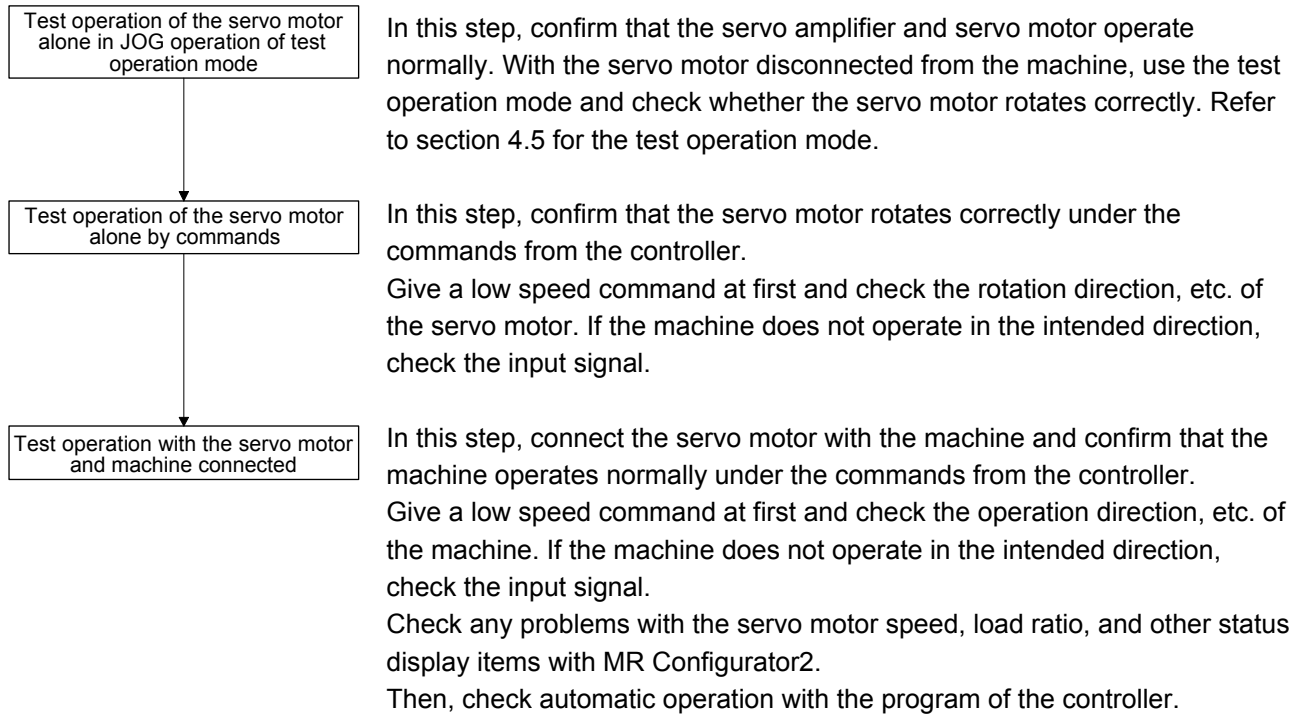 Test operation of the servo motor
alone in JOG operation of test
operation mode
In this step, confirm that the servo amplifier and servo motor operate
normally. With the servo motor disconnected from the machine, use the test
operation mode and check whether the servo motor rotates correctly. Refer
to section 4.5 for the test operation mode.
Test operation of the servo motor
alone by commands
In this step, confirm that the servo motor rotates correctly under the
commands from the controller.
Give a low speed command at first and check the rotation direction, etc. of
the servo motor. If the machine does not operate in the intended direction,
check the input signal.
Test operation with the servo motor
and machine connected
In this step, connect the servo motor with the machine and confirm that the
machine operates normally under the commands from the controller.
Give a low speed command at first and check the operation direction, etc. of
the machine. If the machine does not operate in the intended direction,
check the input signal.
Check any problems with the servo motor speed, load ratio, and other status
display items with MR Configurator2.
Then, check automatic operation with the program of the controller.